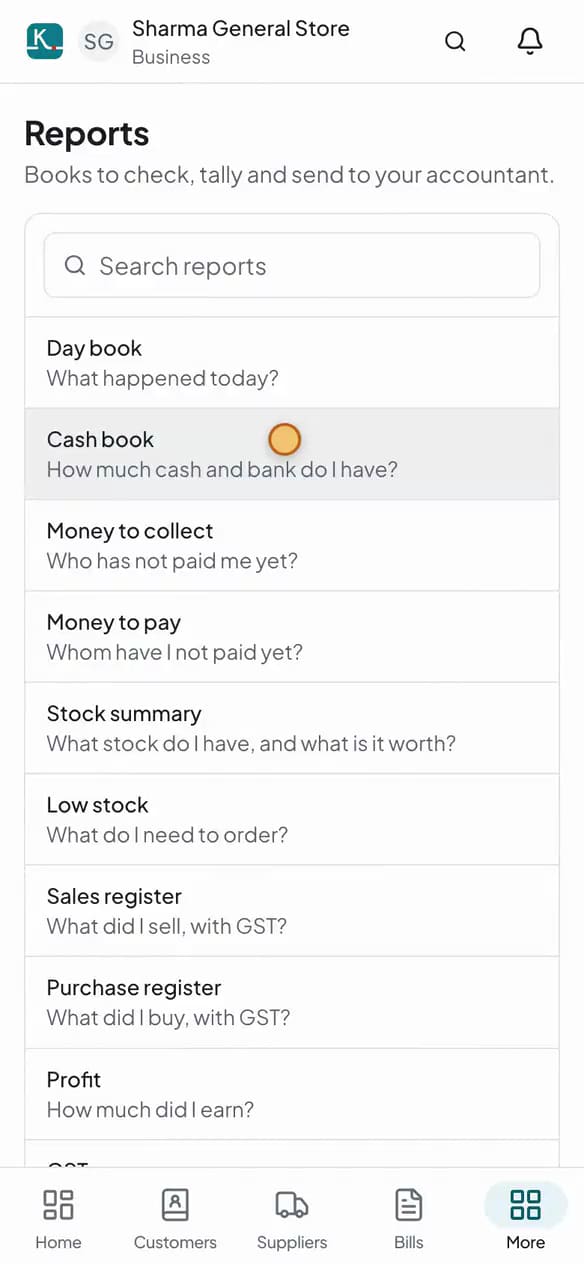 K
SG
Sharma General Store
Business
Reports
Books to check, tally and send to your accountant.
Search reports
Day book
What happened today?
Cash book
How much cash and bank do I have?
Money to collect
Who has not paid me yet?
Money to pay
Whom have I not paid yet?
Stock summary
What stock do I have, and what is it worth?
Low stock
What do I need to order?
Sales register
What did I sell, with GST?
Purchase register
What did I buy, with GST?
Profit
How much did I earn?
Home
Customers
Suppliers
Bills
More